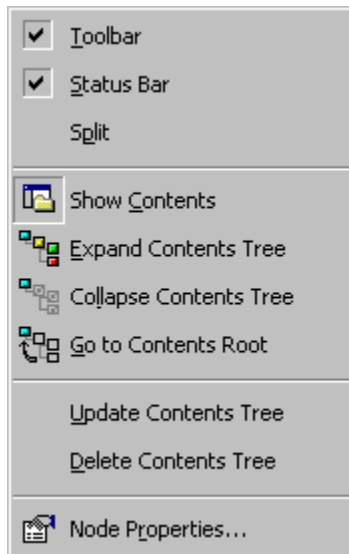 Toolbar
Status Bar
Split
Show Contents
Expand Contents Tree
Collapse Contents Tree
Go to Contents Root
Update Contents Tree
Delete Contents Tree
Node Properties...